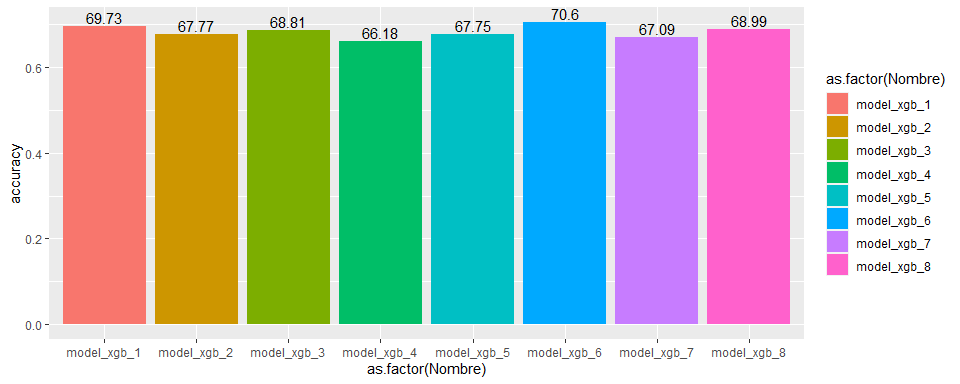 69.73
67.77
68.81
66.18
67.75
70.6
67.09
68.99
0.6
0.4
0.2
0.0
accuracy
model_xgb_1
model_xgb_2
model_xgb_3
model_xgb_4
model_xgb_5
model_xgb_6
model_xgb_7
model_xgb_8
as.factor(Nombre)
as.factor(Nombre)
model_xgb_1
model_xgb_2
model_xgb_3
model_xgb_4
model_xgb_5
model_xgb_6
model_xgb_7
model_xgb_8